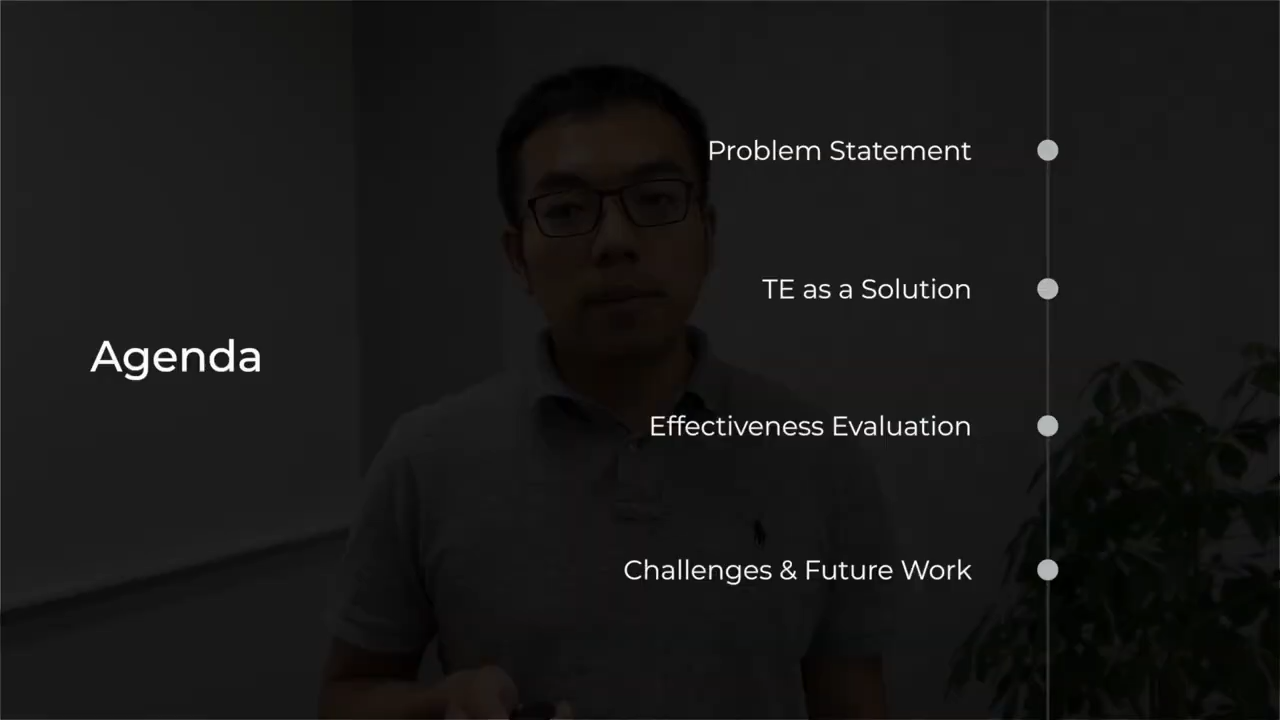 Agenda
Problem Statement
TE as a Solution
Effectiveness Evaluation
Challenges & Future Work